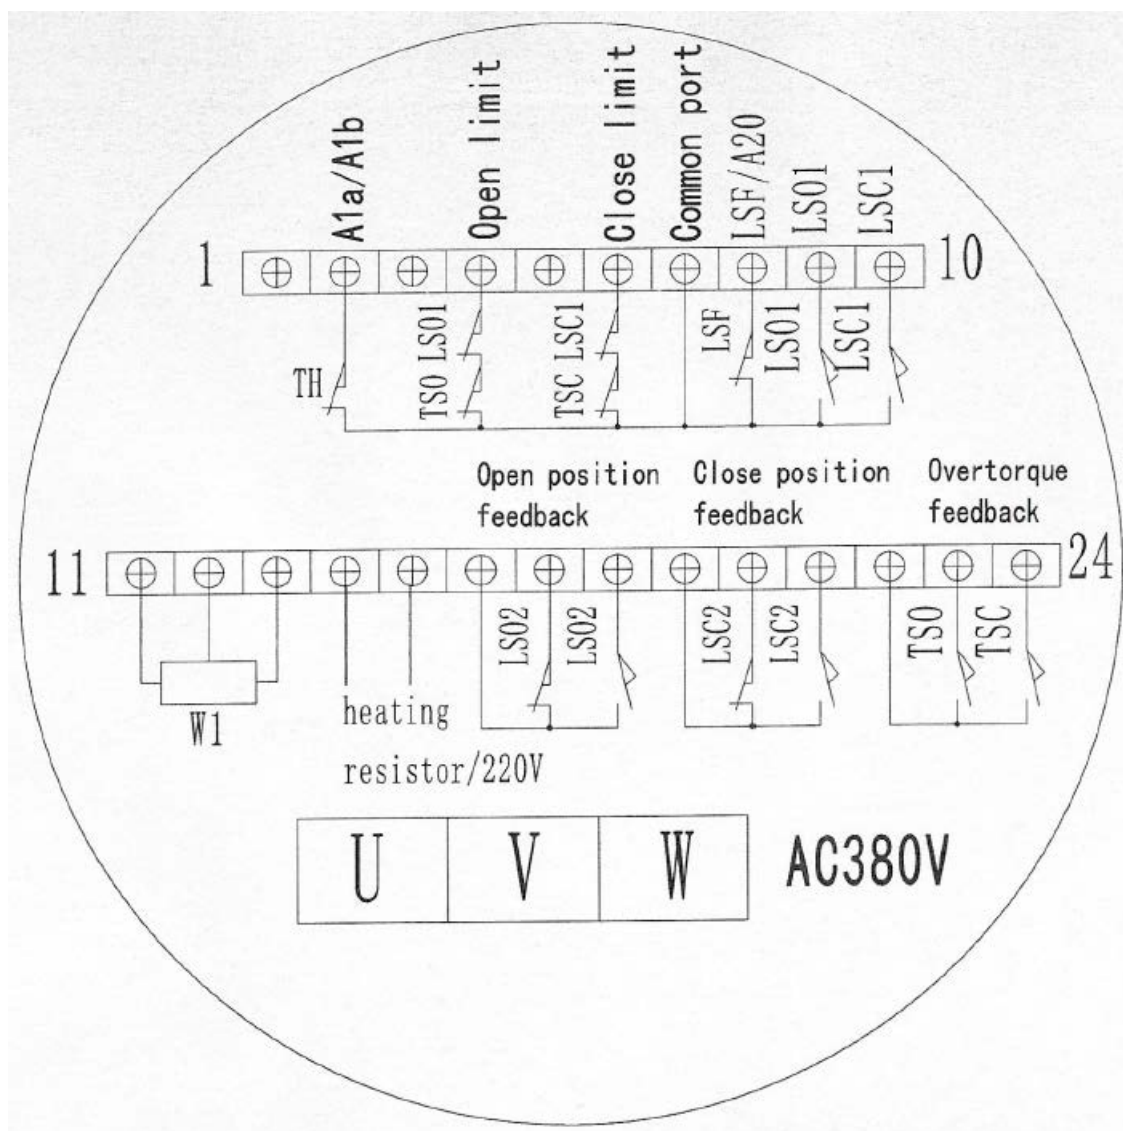 A1a/A1b
Open limit
Close limit
Common port
LSF/A20
LSO1
LSC1
1
10
TH
TSO LSO1
TSC LSC1
LSF
LSO1
LSC1
Open position
feedback
Close position
feedback
Overtorque
feedback
11
24
LSO2
LSO2
LSC2
LSC2
TSO
TSC
W1
heating
resistor/220V
U
V
W
AC380V